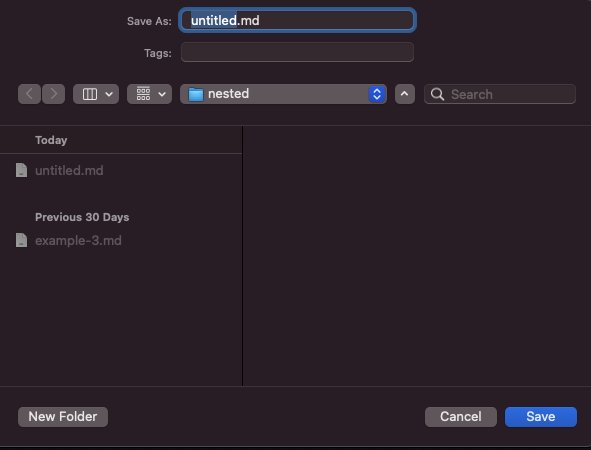 Save As: untitled.md
Tags:
nested
Search
Today
untitled.md
Previous 30 Days
example-3.md
New Folder
Cancel
Save